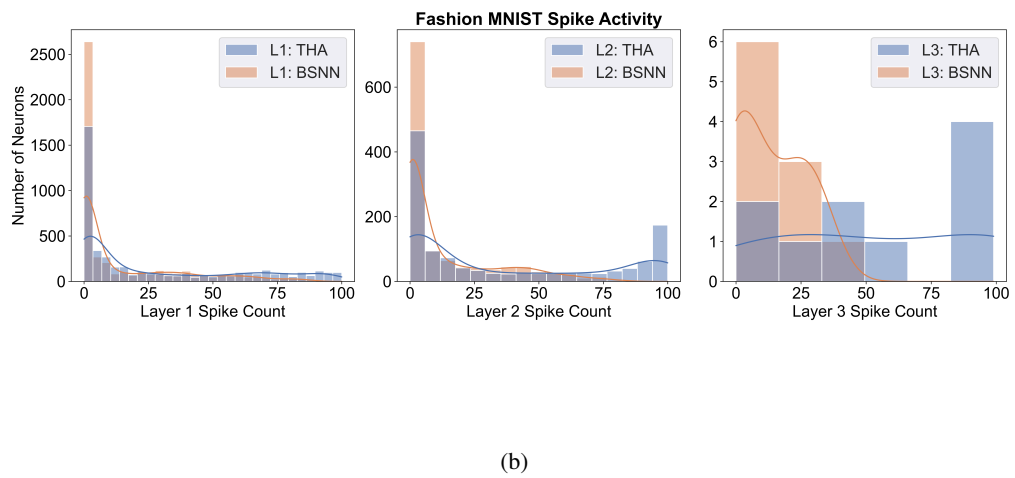 Fashion MNIST Spike Activity
Number of Neurons
2500
2000
1500
1000
500
0
0 25 50 75 100
Layer 1 Spike Count
L1: THA
L1: BSNN
600
400
200
0
0 25 50 75 100
Layer 2 Spike Count
L2: THA
L2: BSNN
6
5
4
3
2
1
0
0 25 50 75 100
Layer 3 Spike Count
L3: THA
L3: BSNN
(b)